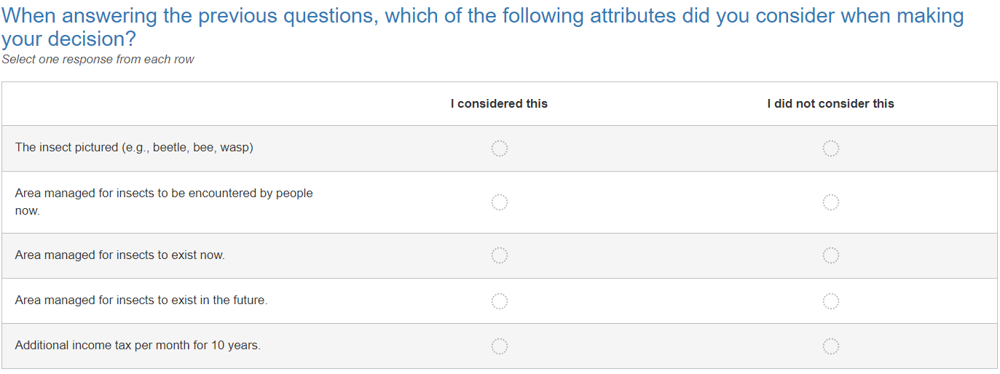 When answering the previous questions, which of the following attributes did you consider when making
your decision?
Select one response from each row
I considered this
I did not consider this
The insect pictured (e.g., beetle, bee, wasp)
Area managed for insects to be encountered by people
now.
Area managed for insects to exist now.
Area managed for insects to exist in the future.
Additional income tax per month for 10 years.